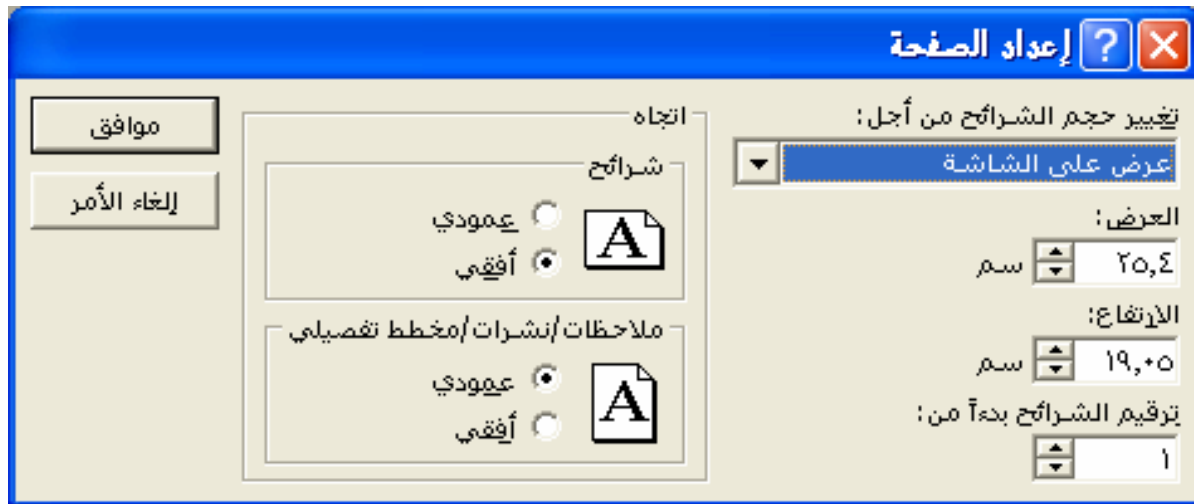 إعداد الصفحة
تغيير حجم الشرائح من أجل:
عرض على الشاشة
العرض:
٢٥,٤ سم
الارتفاع:
١٩,٠٥ سم
ترقيم الشرائح بدءاً من:
١
اتجاه
شرائح
A
عمودي
أفقي
ملاحظات/نشرات/مخطط تفصيلي
A
عمودي
أفقي
موافق
إلغاء الأمر